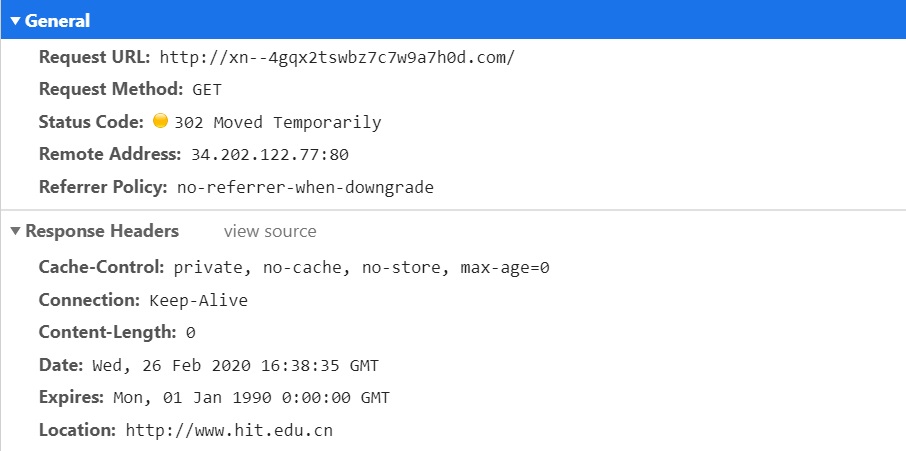 General
Request URL: http://xn--4gqx2tswbz7c7w9a7h0d.com/
Request Method: GET
Status Code: 302 Moved Temporarily
Remote Address: 34.202.122.77:80
Referrer Policy: no-referrer-when-downgrade
Response Headers view source
Cache-Control: private, no-cache, no-store, max-age=0
Connection: Keep-Alive
Content-Length: 0
Date: Wed, 26 Feb 2020 16:38:35 GMT
Expires: Mon, 01 Jan 1990 0:00:00 GMT
Location: http://www.hit.edu.cn